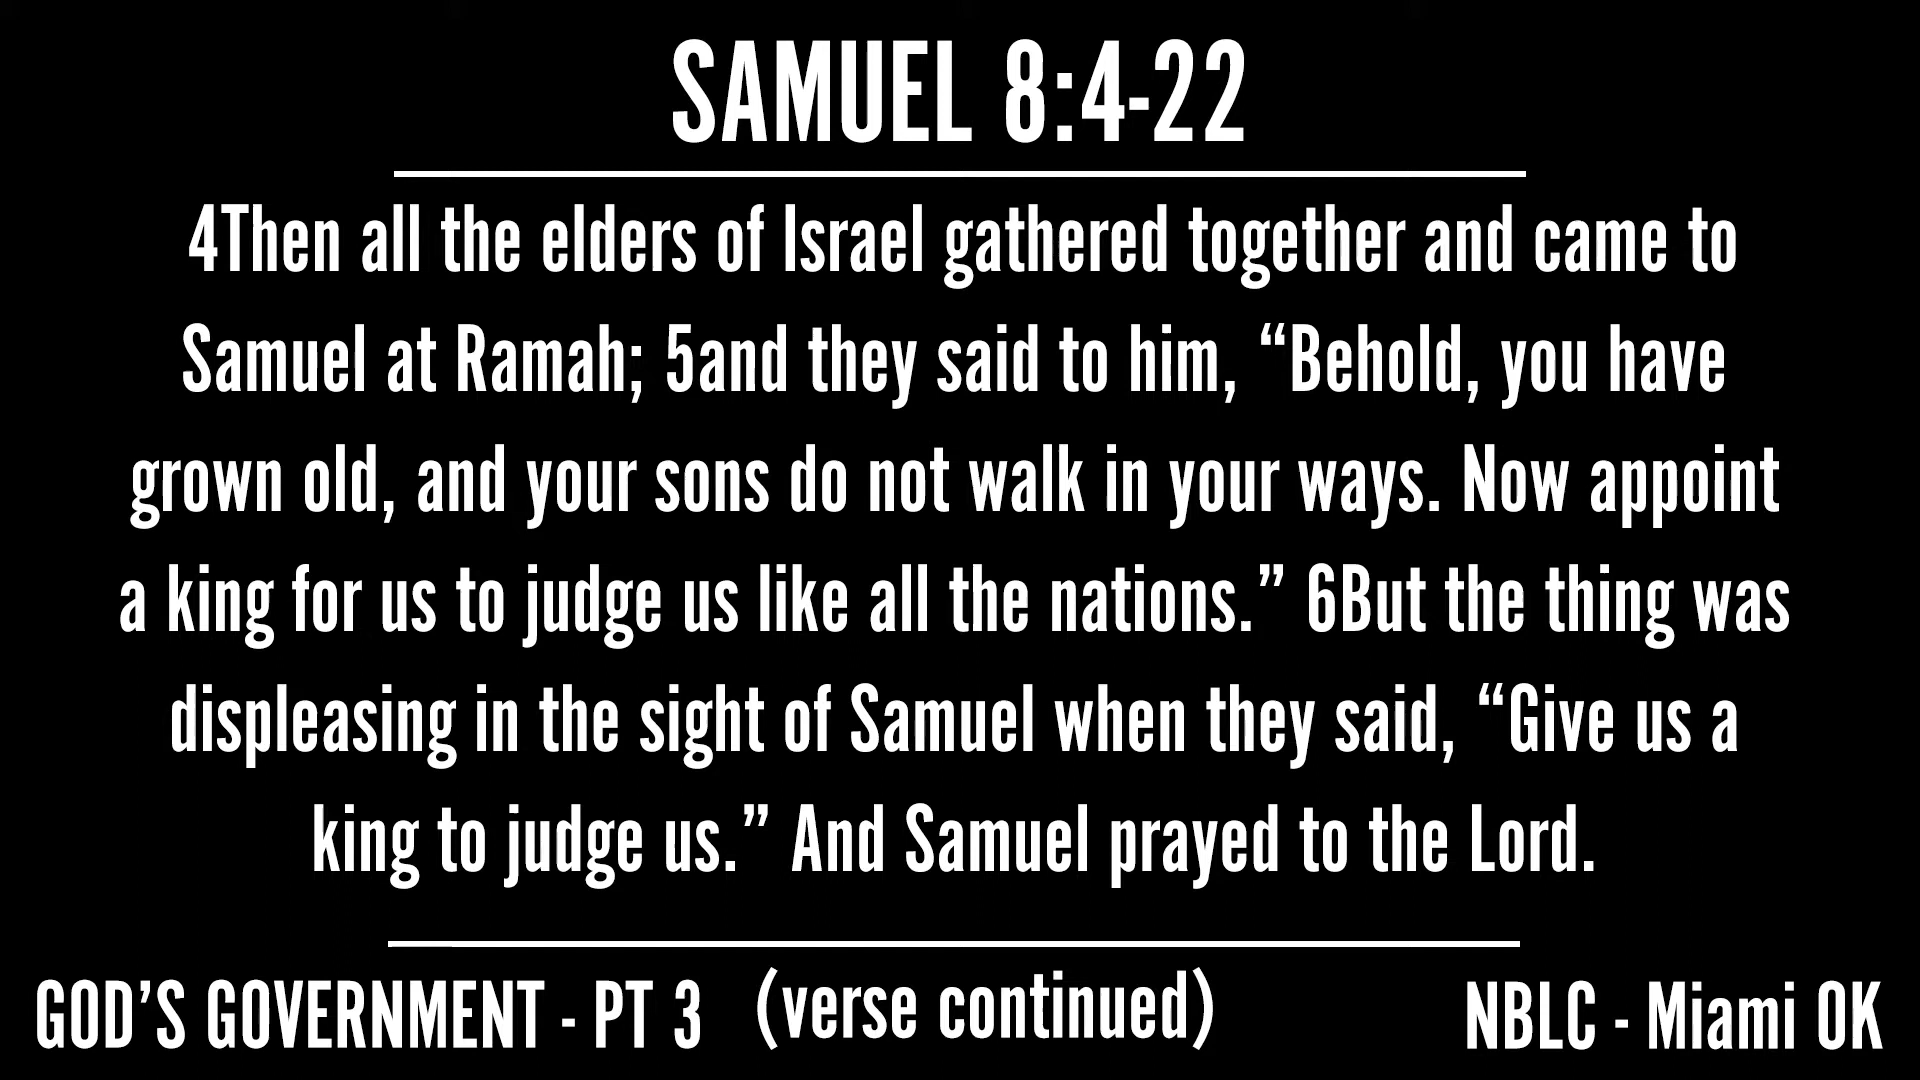 SAMUEL 8:4-22
4Then all the elders of Israel gathered together and came to
Samuel at Ramah; 5and they said to him, “Behold, you have
grown old, and your sons do not walk in your ways. Now appoint
a king for us to judge us like all the nations.” 6But the thing was
displeasing in the sight of Samuel when they said, “Give us a
king to judge us.” And Samuel prayed to the Lord.
GOD’S GOVERNMENT - PT 3
(verse continued)
NBLC - Miami OK